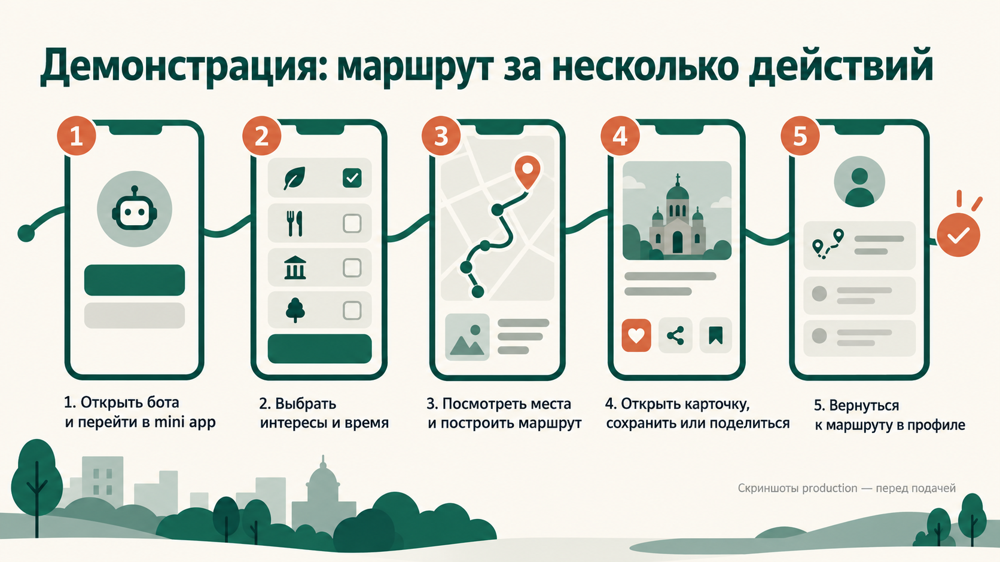 Демонстрация: маршрут за несколько действий
1
2
3
4
5
1. Открыть бота
и перейти в mini app
2. Выбрать
интересы и время
3. Посмотреть места
и построить маршрут
4. Открыть карточку,
сохранить или поделиться
5. Вернуться
к маршруту в профиле
Скриншоты production — перед подачей